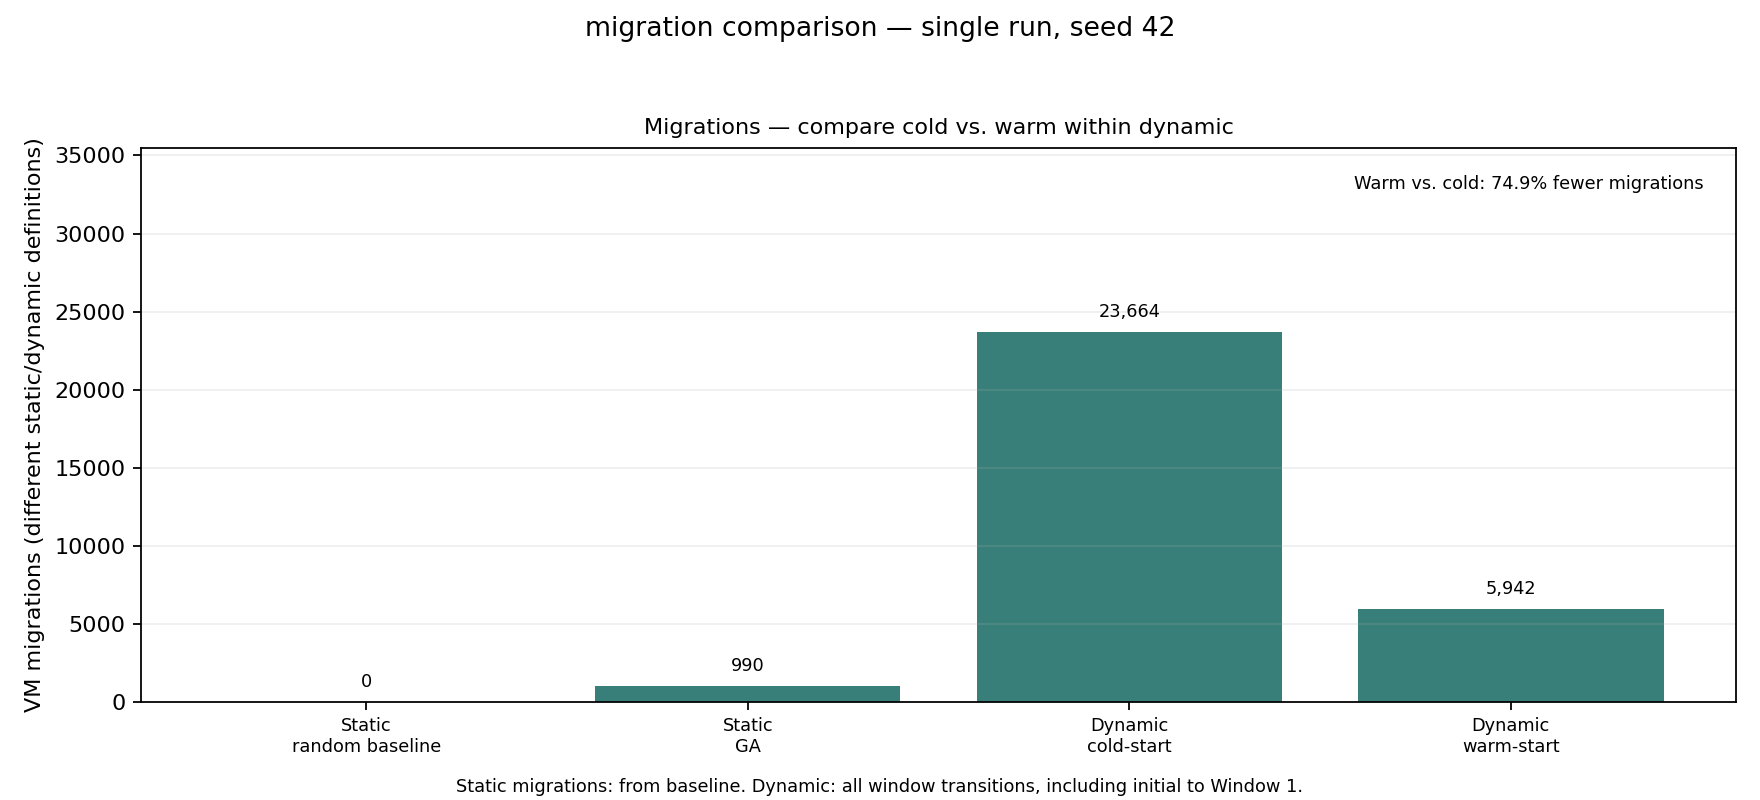 migration comparison — single run, seed 42
Migrations — compare cold vs. warm within dynamic
VM migrations (different static/dynamic definitions)
35000
30000
25000
20000
15000
10000
5000
0
Warm vs. cold: 74.9% fewer migrations
0
990
23,664
5,942
Static
random baseline
Static
GA
Dynamic
cold-start
Dynamic
warm-start
Static migrations: from baseline. Dynamic: all window transitions, including initial to Window 1.